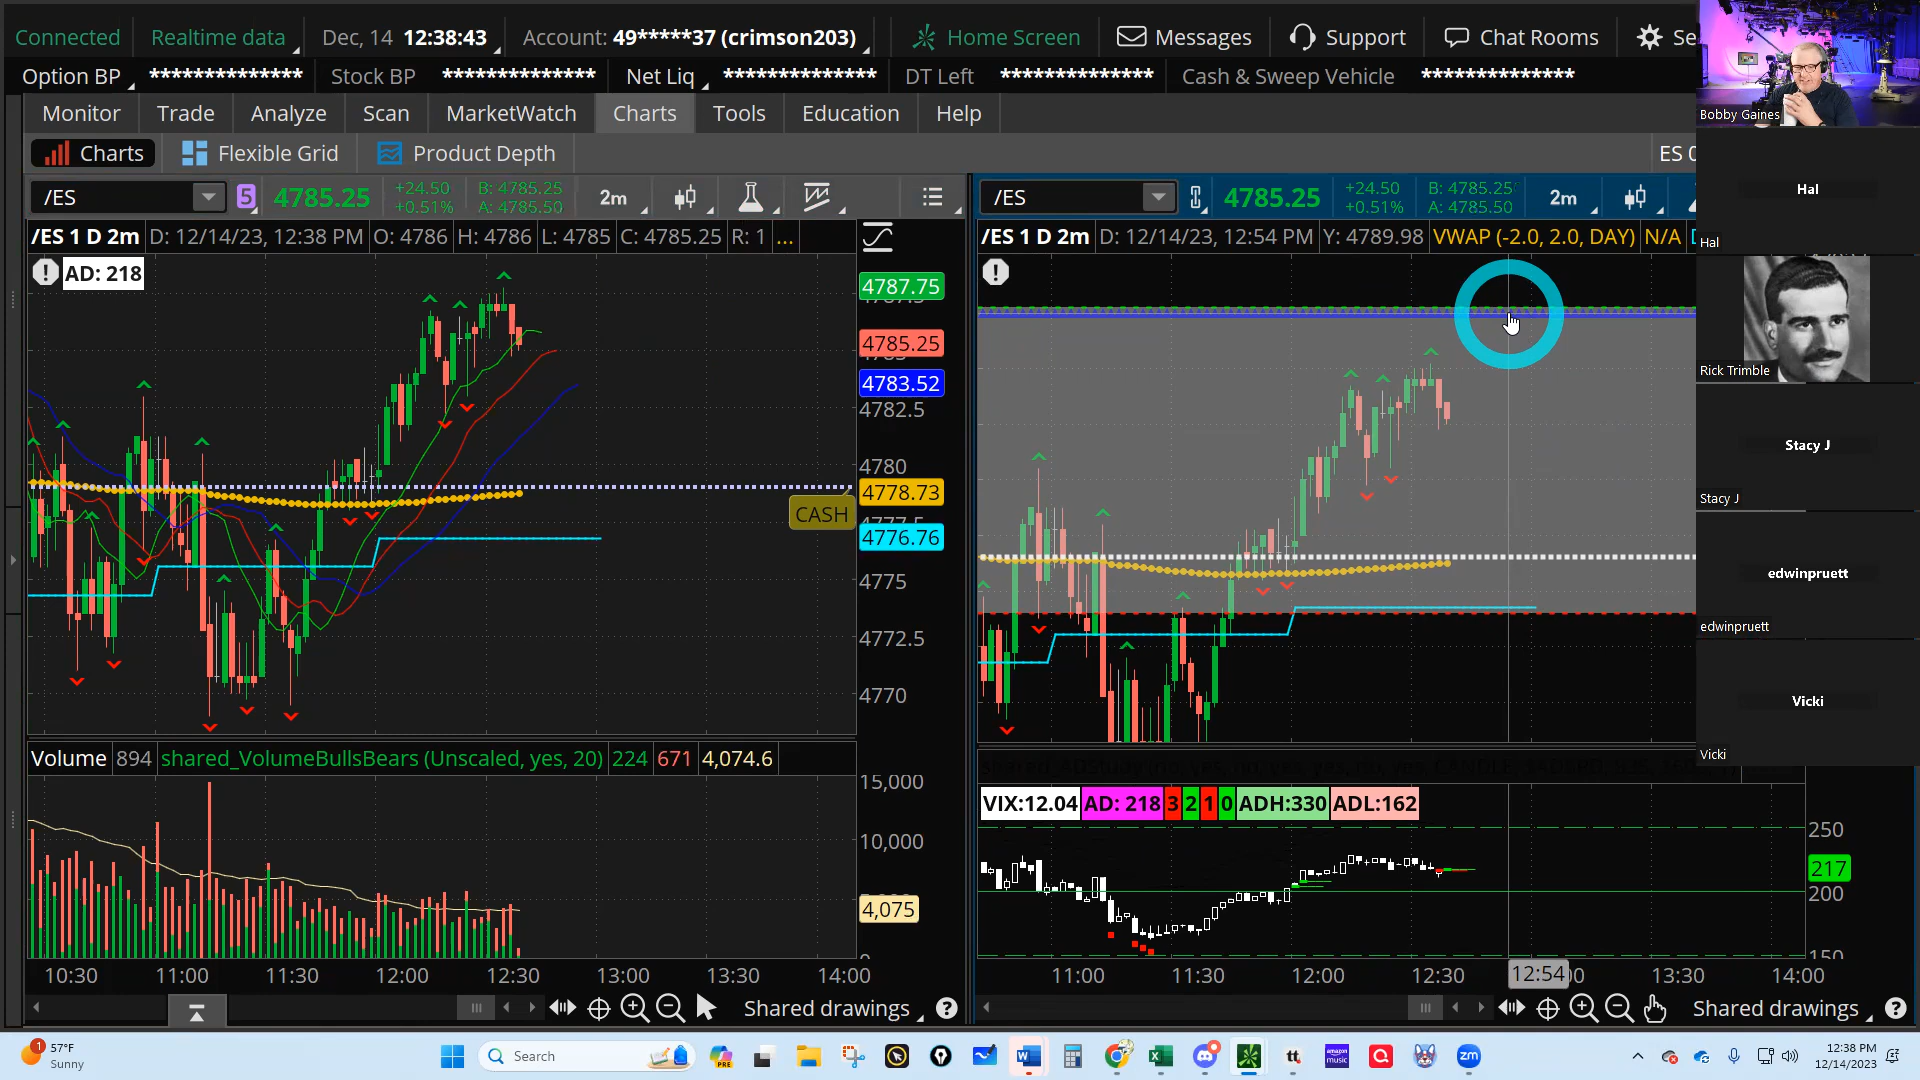 Connected Realtime data Dec, 14 12:38:43 Account: 49*****37 (crimson203) Home Screen Messages Support Chat Rooms Se
Option BP ************** Stock BP ************** Net Liq ************** DT Left ************** Cash & Sweep Vehicle **************
Monitor Trade Analyze Scan MarketWatch Charts Tools Education Help
Charts Flexible Grid Product Depth ES
/ES 5 4785.25 +24.50 +0.51% B: 4785.25 A: 4785.50 2m
/ES 1 D 2m D: 12/14/23, 12:38 PM O: 4786 H: 4786 L: 4785 C: 4785.25 R: 1 ...
AD: 218
4787.75
4785.25
4783.52
4782.5
4780
4778.73
CASH
4776.76
4775
4772.5
4770
Volume 894 shared_VolumeBullsBears (Unscaled, yes, 20) 224 671 4,074.6
15,000
10,000
4,075
10:30 11:00 11:30 12:00 12:30 13:00 13:30 14:00
Shared drawings
/ES 4785.25 +24.50 +0.51% B: 4785.25 A: 4785.50 2m
/ES 1 D 2m D: 12/14/23, 12:54 PM Y: 4789.98 VWAP (-2.0, 2.0, DAY) N/A
VIX:12.04 AD: 218 3 2 1 0 ADH:330 ADL:162
250
217
200
150
11:00 11:30 12:00 12:30 12:54 13:30 14:00
Shared drawings
Bobby Gaines
Hal
Hal
Rick Trimble
Stacy J
Stacy J
edwinpruett
edwinpruett
Vicki
Vicki
1
57°F
Sunny
Search
PRE
tt
amazon music
zm
12:38 PM
12/14/2023